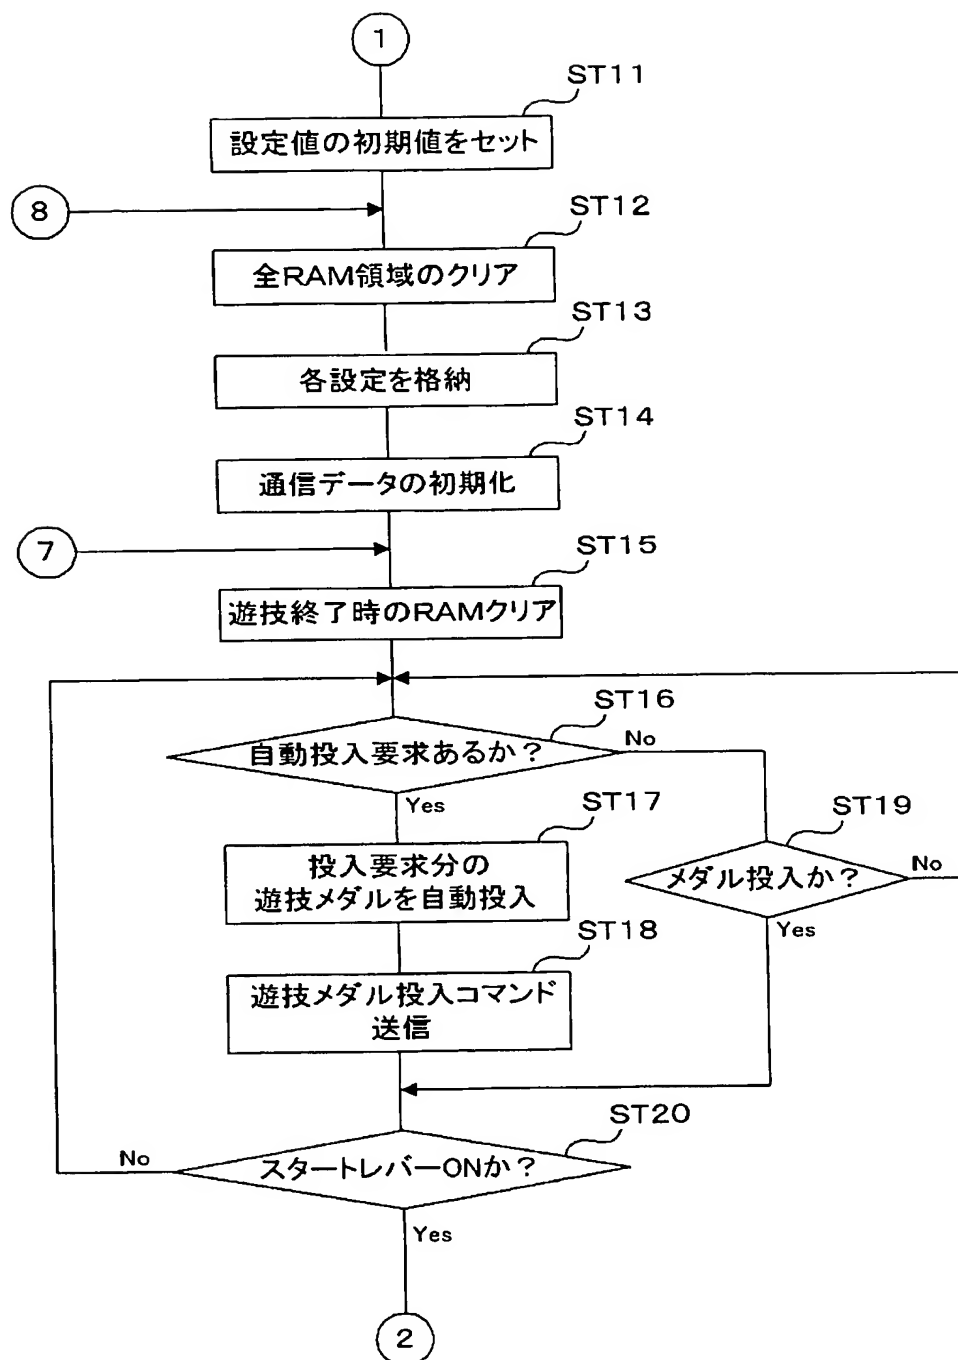 1
ST11
設定値の初期値をセット
8
ST12
全RAM領域のクリア
ST13
各設定を格納
ST14
通信データの初期化
7
ST15
遊技終了時のRAMクリア
ST16
自動投入要求あるか？
No
Yes
ST17
投入要求分の
遊技メダルを自動投入
ST19
メダル投入か？
No
Yes
ST18
遊技メダル投入コマンド
送信
ST20
スタートレバーONか？
No
Yes
2